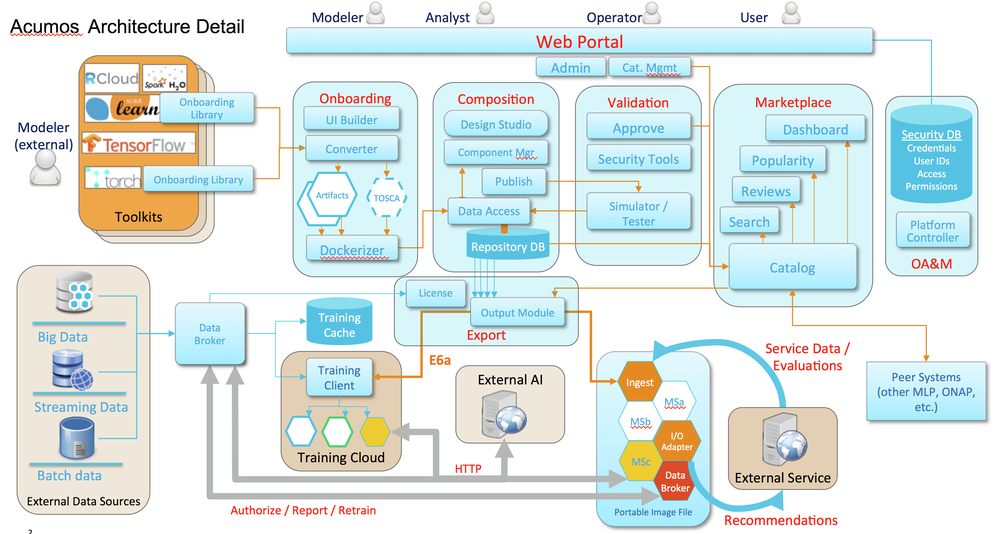 Acumos Architecture Detail
Modeler
Analyst
Operator
User
Web Portal
Admin
Cat. Mgmt
RCloud
Spark
H2O
scikit
learn
Onboarding
Library
TensorFlow
torch
Onboarding Library
Toolkits
Modeler
(external)
Onboarding
UI Builder
Converter
Artifacts
TOSCA
Dockerizer
Composition
Design Studio
Component Mgr
Publish
Data Access
Repository DB
Validation
Approve
Security Tools
Simulator /
Tester
Marketplace
Dashboard
Popularity
Reviews
Search
Catalog
Security DB
Credentials
User IDs
Access
Permissions
Platform
Controller
OA&M
Big Data
Streaming Data
Batch data
External Data Sources
Data
Broker
Training
Cache
License
Output Module
Export
E6a
Training
Client
Training Cloud
External AI
HTTP
Authorize / Report / Retrain
Ingest
MSa
MSb
I/O
Adapter
MSc
Data
Broker
Portable Image File
Service Data /
Evaluations
External Service
Recommendations
Peer Systems
(other MLP, ONAP,
etc.)